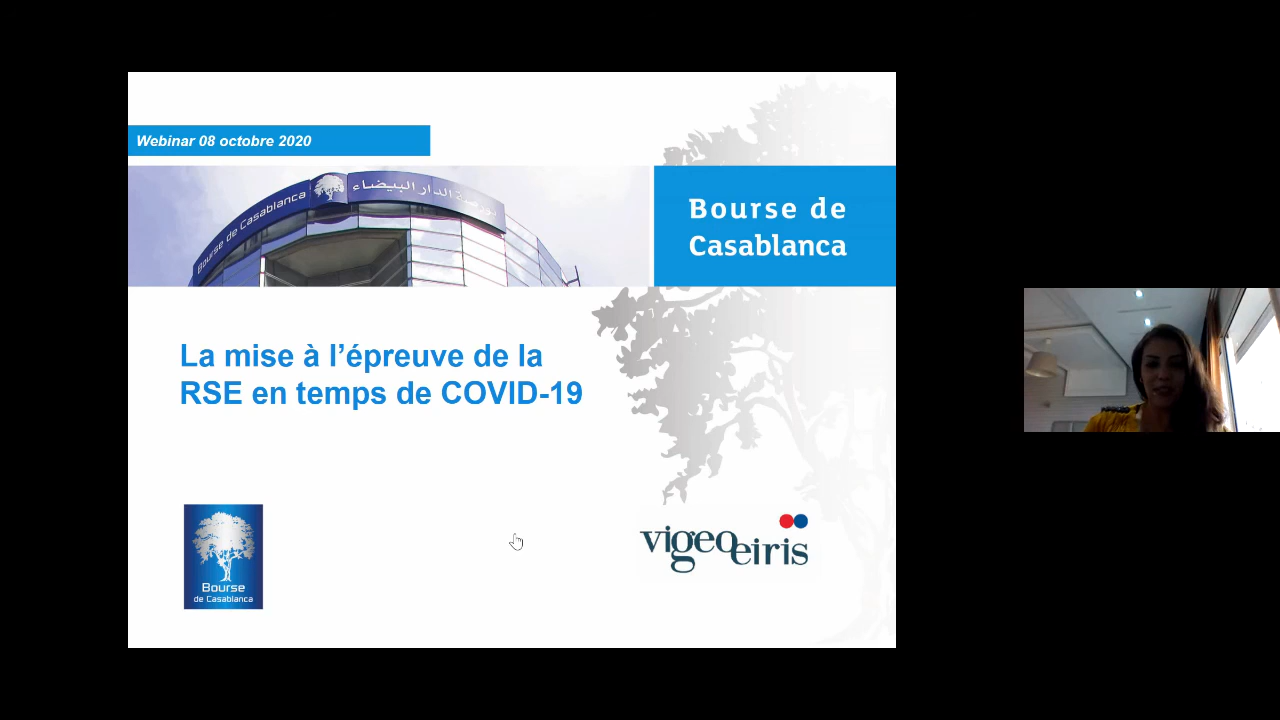 Webinar 08 octobre 2020
Bourse de Casablanca
بورصة الدار البيضاء
Bourse de
Casablanca
La mise à l’épreuve de la
RSE en temps de COVID-19
Bourse
de Casablanca
vigeoeiris